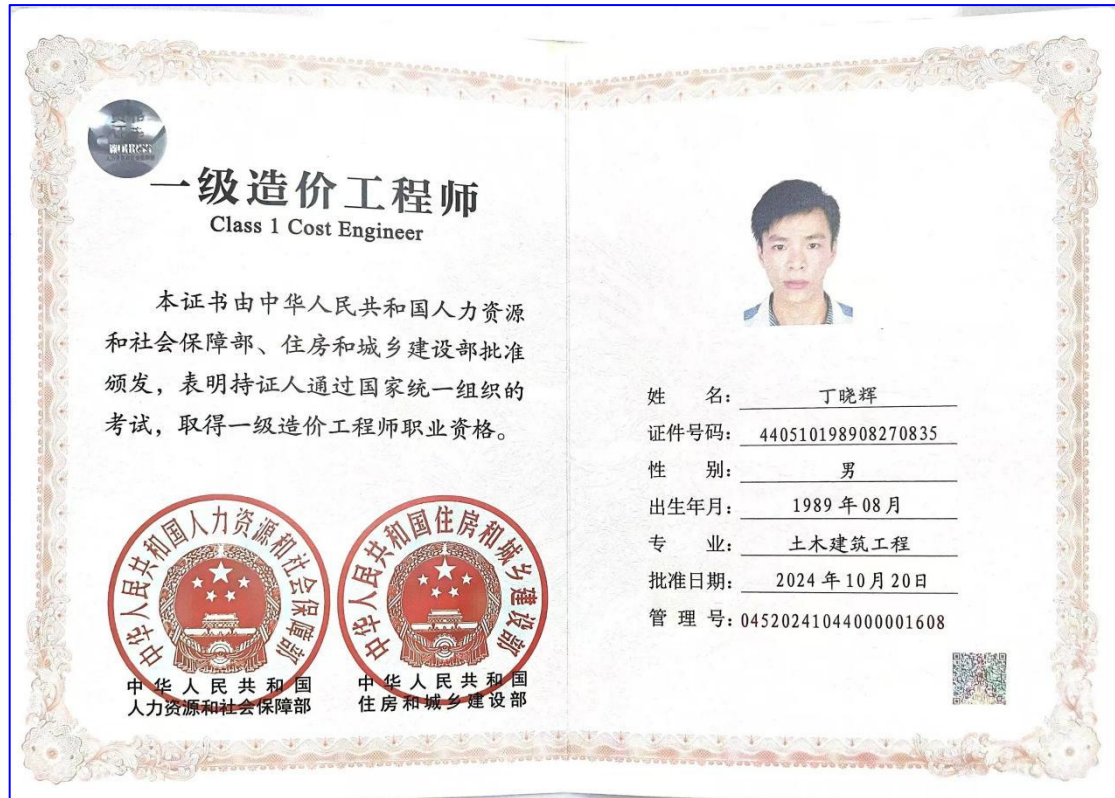 一级造价工程师
Class 1 Cost Engineer
本证书由中华人民共和国人力资源
和社会保障部、住房和城乡建设部批准
颁发，表明持证人通过国家统一组织的
考试，取得一级造价工程师职业资格。
中华人民共和国人力资源和社会保障部
中华人民共和国住房和城乡建设部
中华人民共和国
人力资源和社会保障部
中华人民共和国
住房和城乡建设部
姓 名：丁晓辉
证件号码：440510198908270835
性 别：男
出生年月：1989年08月
专 业：土木建筑工程
批准日期：2024年10月20日
管 理 号：04520241044000001608